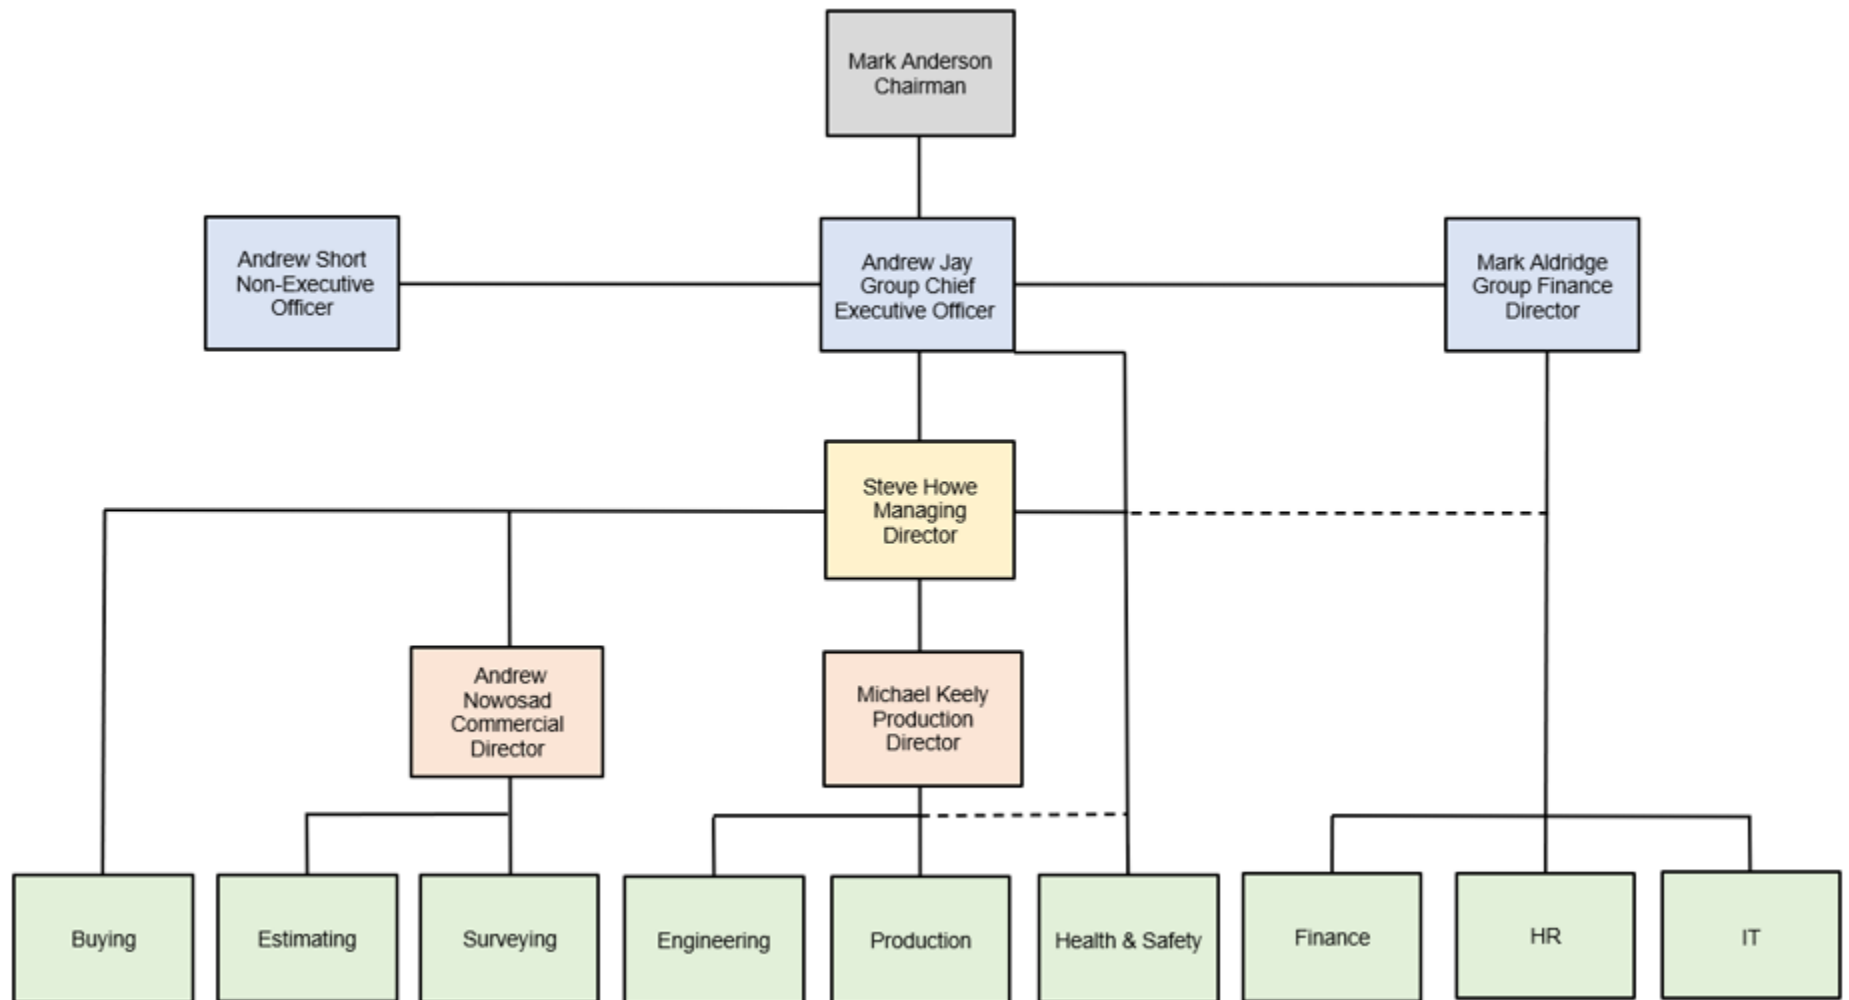 Mark Anderson
Chairman
Andrew Short
Non-Executive
Officer
Andrew Jay
Group Chief
Executive Officer
Mark Aldridge
Group Finance
Director
Steve Howe
Managing
Director
Andrew
Nowosad
Commercial
Director
Michael Keely
Production
Director
Buying
Estimating
Surveying
Engineering
Production
Health & Safety
Finance
HR
IT